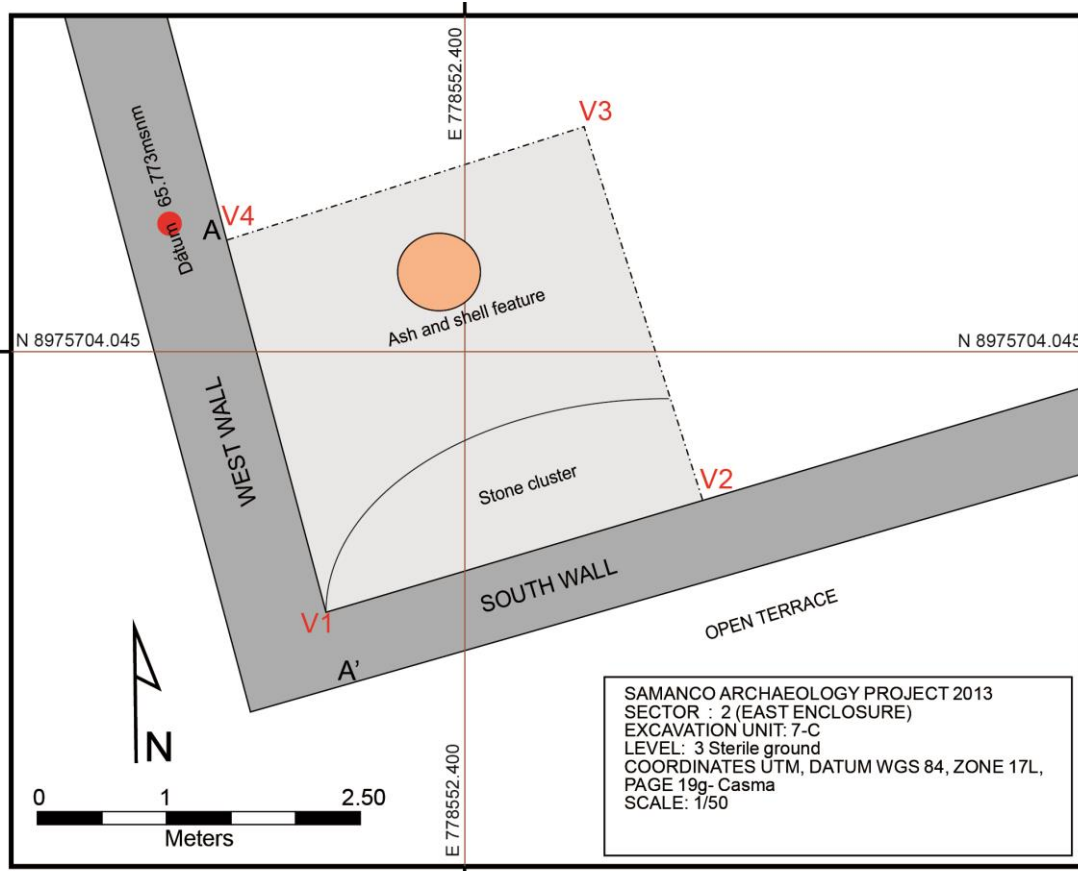 E 778552.400
V3
Dátum 65.773msnm
A
V4
Ash and shell feature
N 8975704.045
N 8975704.045
WEST WALL
Stone cluster
V2
SOUTH WALL
V1
OPEN TERRACE
A'
N
E 778552.400
0 1 2.50
Meters
SAMANCO ARCHAEOLOGY PROJECT 2013
SECTOR : 2 (EAST ENCLOSURE)
EXCAVATION UNIT: 7-C
LEVEL: 3 Sterile ground
COORDINATES UTM, DATUM WGS 84, ZONE 17L,
PAGE 19g- Casma
SCALE: 1/50